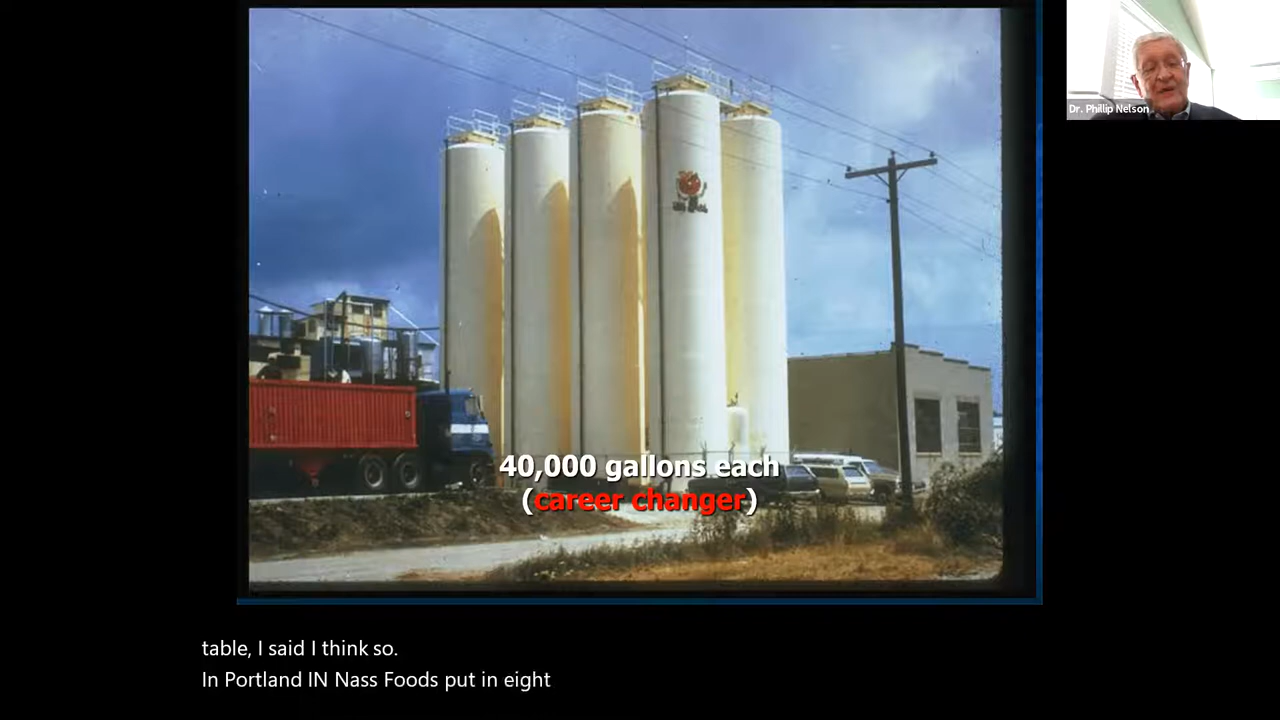 Dr. Phillip Nelson
40,000 gallons each
(career changer)
table, I said I think so.
In Portland IN Nass Foods put in eight